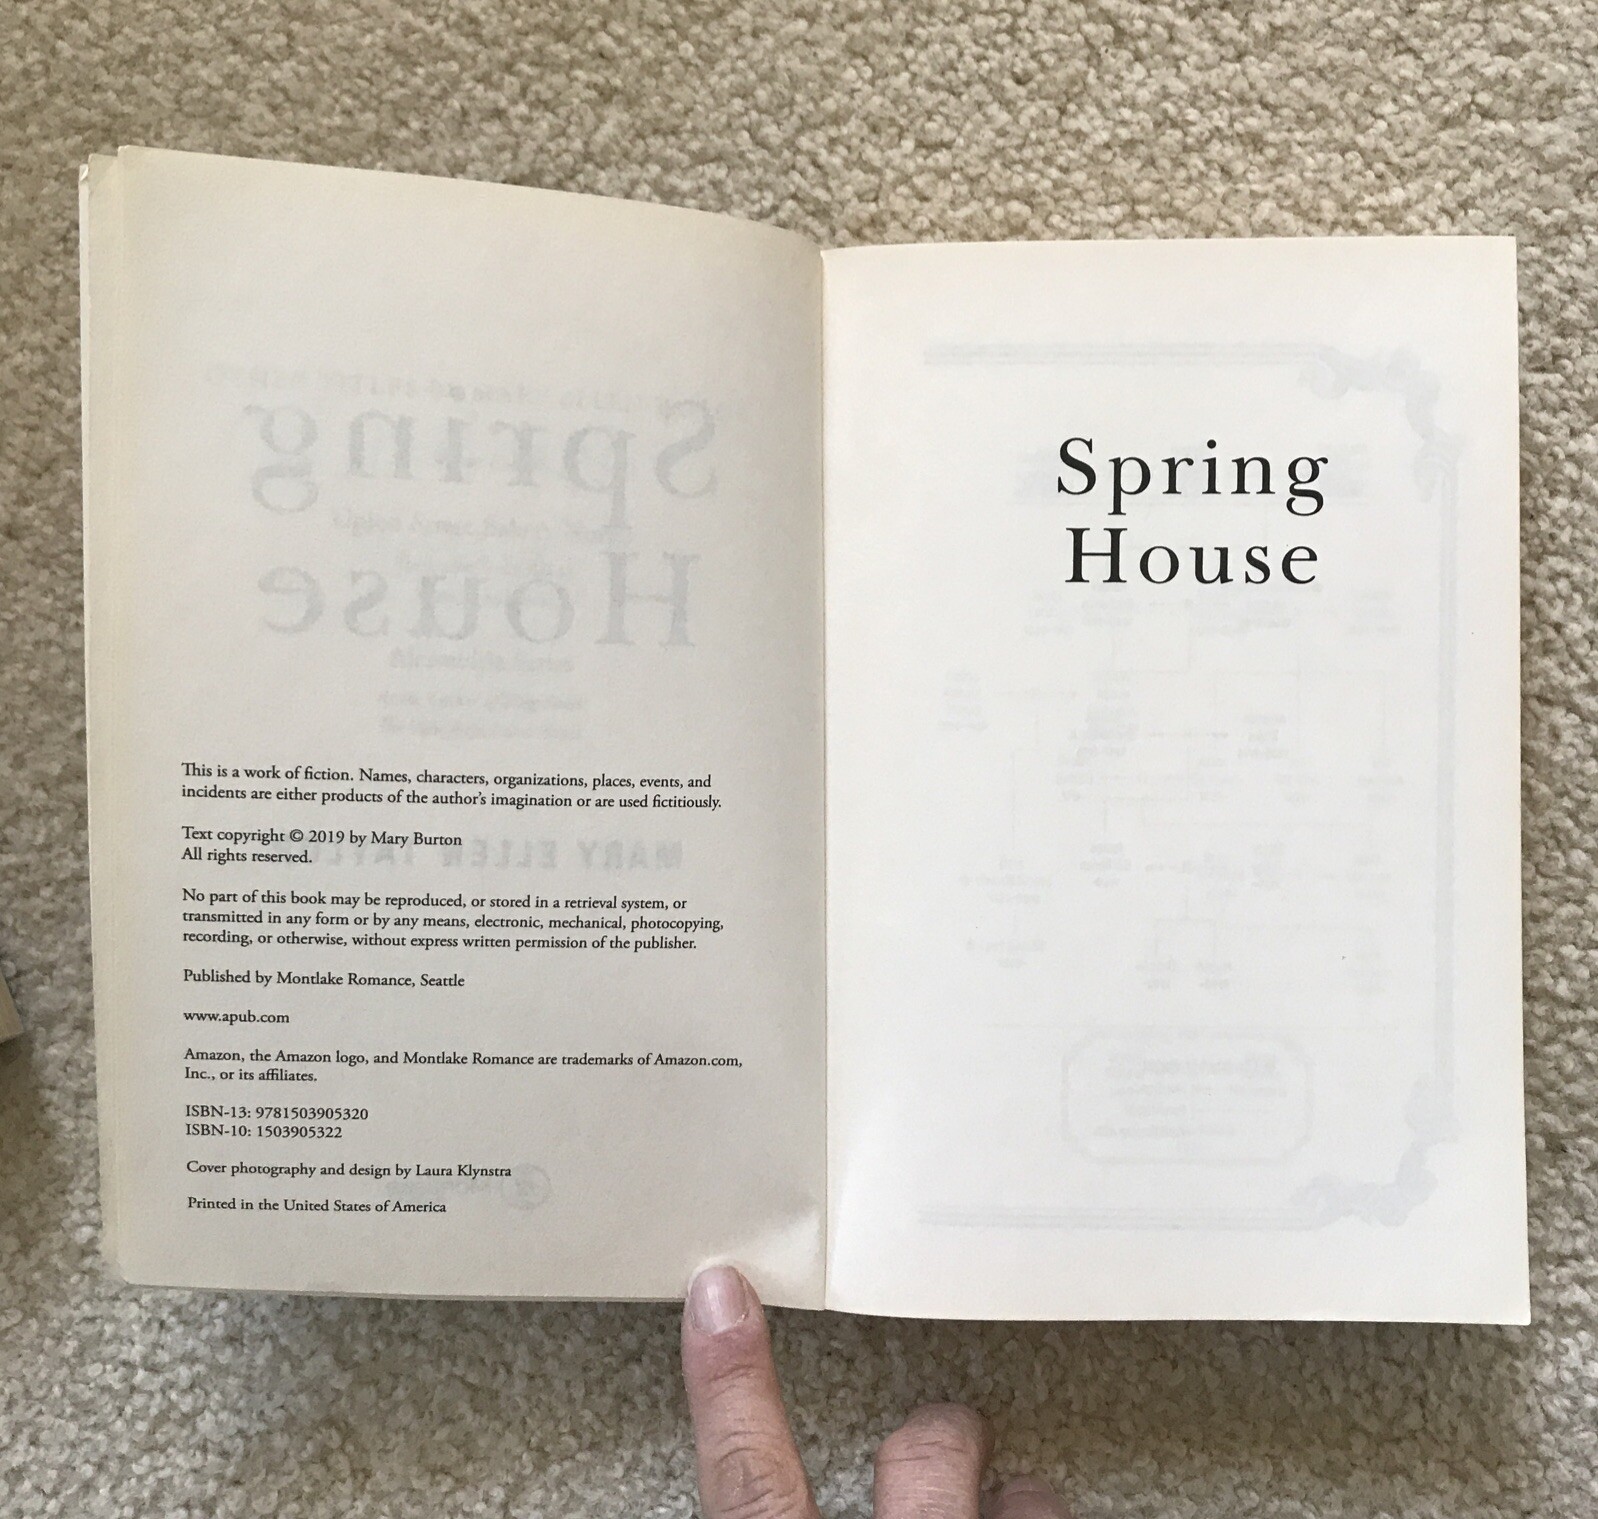 This is a work of fiction. Names, characters, organizations, places, events, and
incidents are either products of the author's imagination or are used fictitiously.
Text copyright © 2019 by Mary Burton
All rights reserved.
No part of this book may be reproduced, or stored in a retrieval system, or
transmitted in any form or by any means, electronic, mechanical, photocopying,
recording, or otherwise, without express written permission of the publisher.
Published by Montlake Romance, Seattle
www.apub.com
Amazon, the Amazon logo, and Montlake Romance are trademarks of Amazon.com,
Inc., or its affiliates.
ISBN-13: 9781503905320
ISBN-10: 1503905322
Cover photography and design by Laura Klynstra
Printed in the United States of America
Spring
House